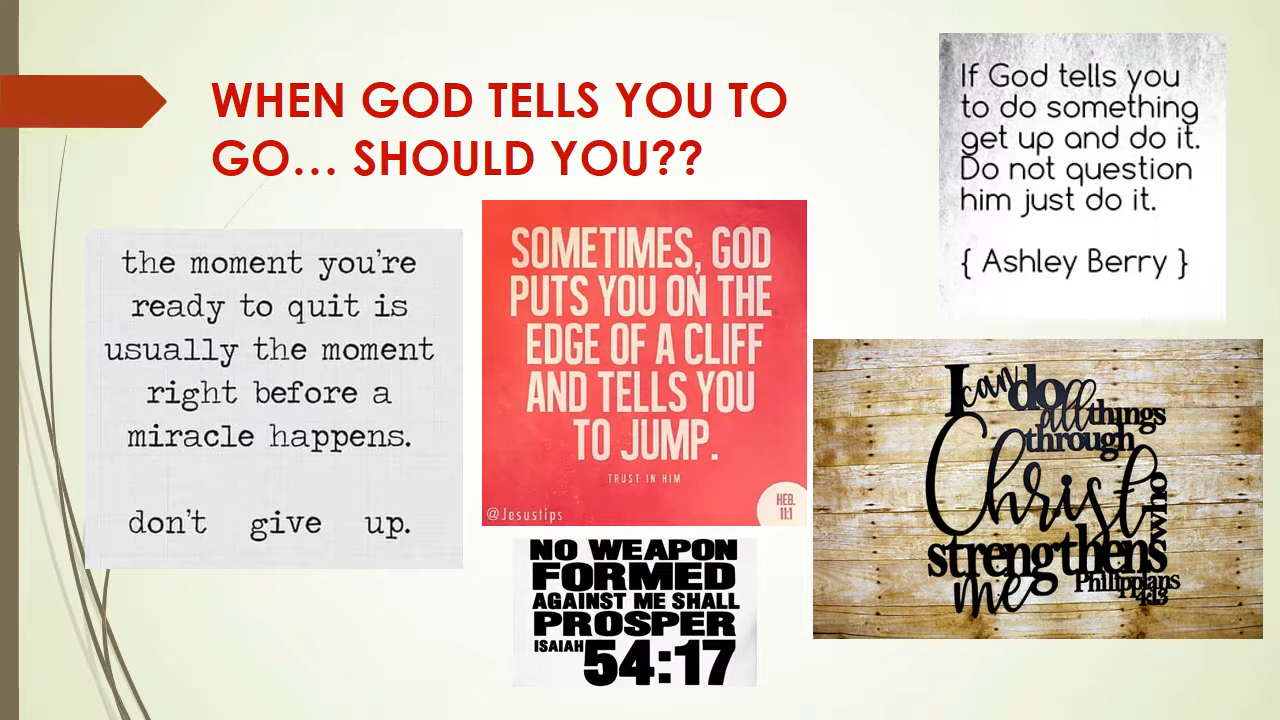 WHEN GOD TELLS YOU TO
GO... SHOULD YOU??
If God tells you
to do something
get up and do it.
Do not question
him just do it.
{ Ashley Berry }
the moment you're
ready to quit is
usually the moment
right before a
miracle happens.
don't give up.
SOMETIMES, GOD
PUTS YOU ON THE
EDGE OF A CLIFF
AND TELLS YOU
TO JUMP.
TRUST IN HIM
HEB.
11:1
@Jesustips
I can do
all things
through
Christ who
strengthens
me Philippians
4:13
NO WEAPON
FORMED
AGAINST ME SHALL
PROSPER
ISAIAH 54:17